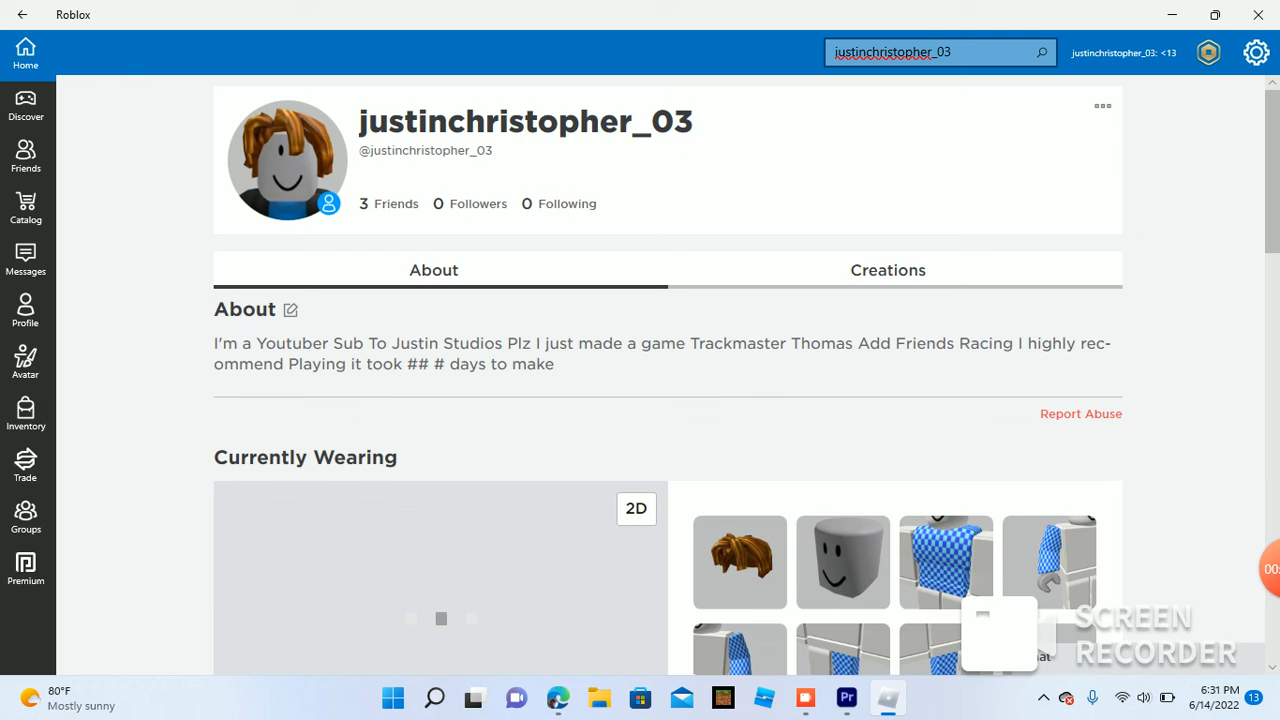 Roblox
Home
justinchristopher_03
justinchristopher_03: <13
Discover
Friends
Catalog
Messages
Profile
Avatar
Inventory
Trade
Groups
Premium
justinchristopher_03
@justinchristopher_03
3 Friends 0 Followers 0 Following
About Creations
About
I'm a Youtuber Sub To Justin Studios Plz I just made a game Trackmaster Thomas Add Friends Racing I highly rec-
ommend Playing it took ## # days to make
Report Abuse
Currently Wearing
2D
00:
SCREEN
RECORDER
80°F
Mostly sunny
Pr
6:31 PM
6/14/2022
13